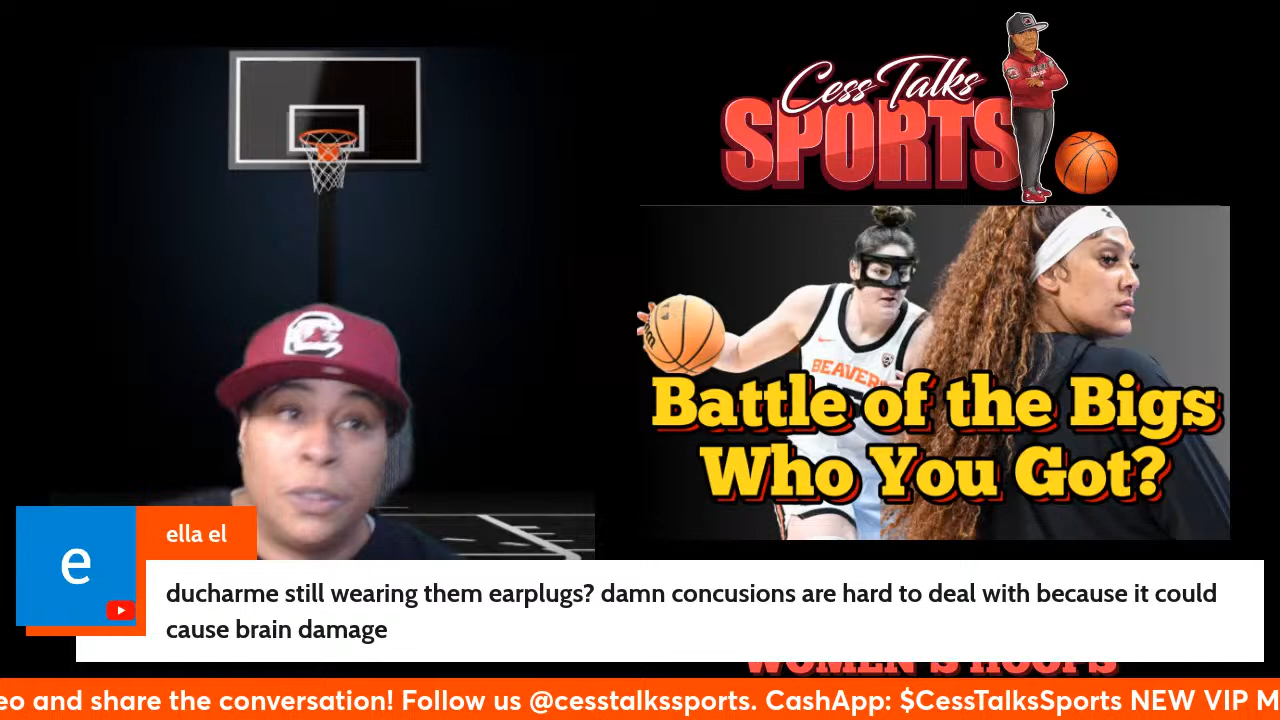 Cess Talks
SPORTS
BEAVERS
Battle of the Bigs
Who You Got?
e
ella el
ducharme still wearing them earplugs? damn concusions are hard to deal with because it could
cause brain damage
WOMEN'S HOOPS
eo and share the conversation! Follow us @cesstalkssports. CashApp: $CessTalksSports NEW VIP M